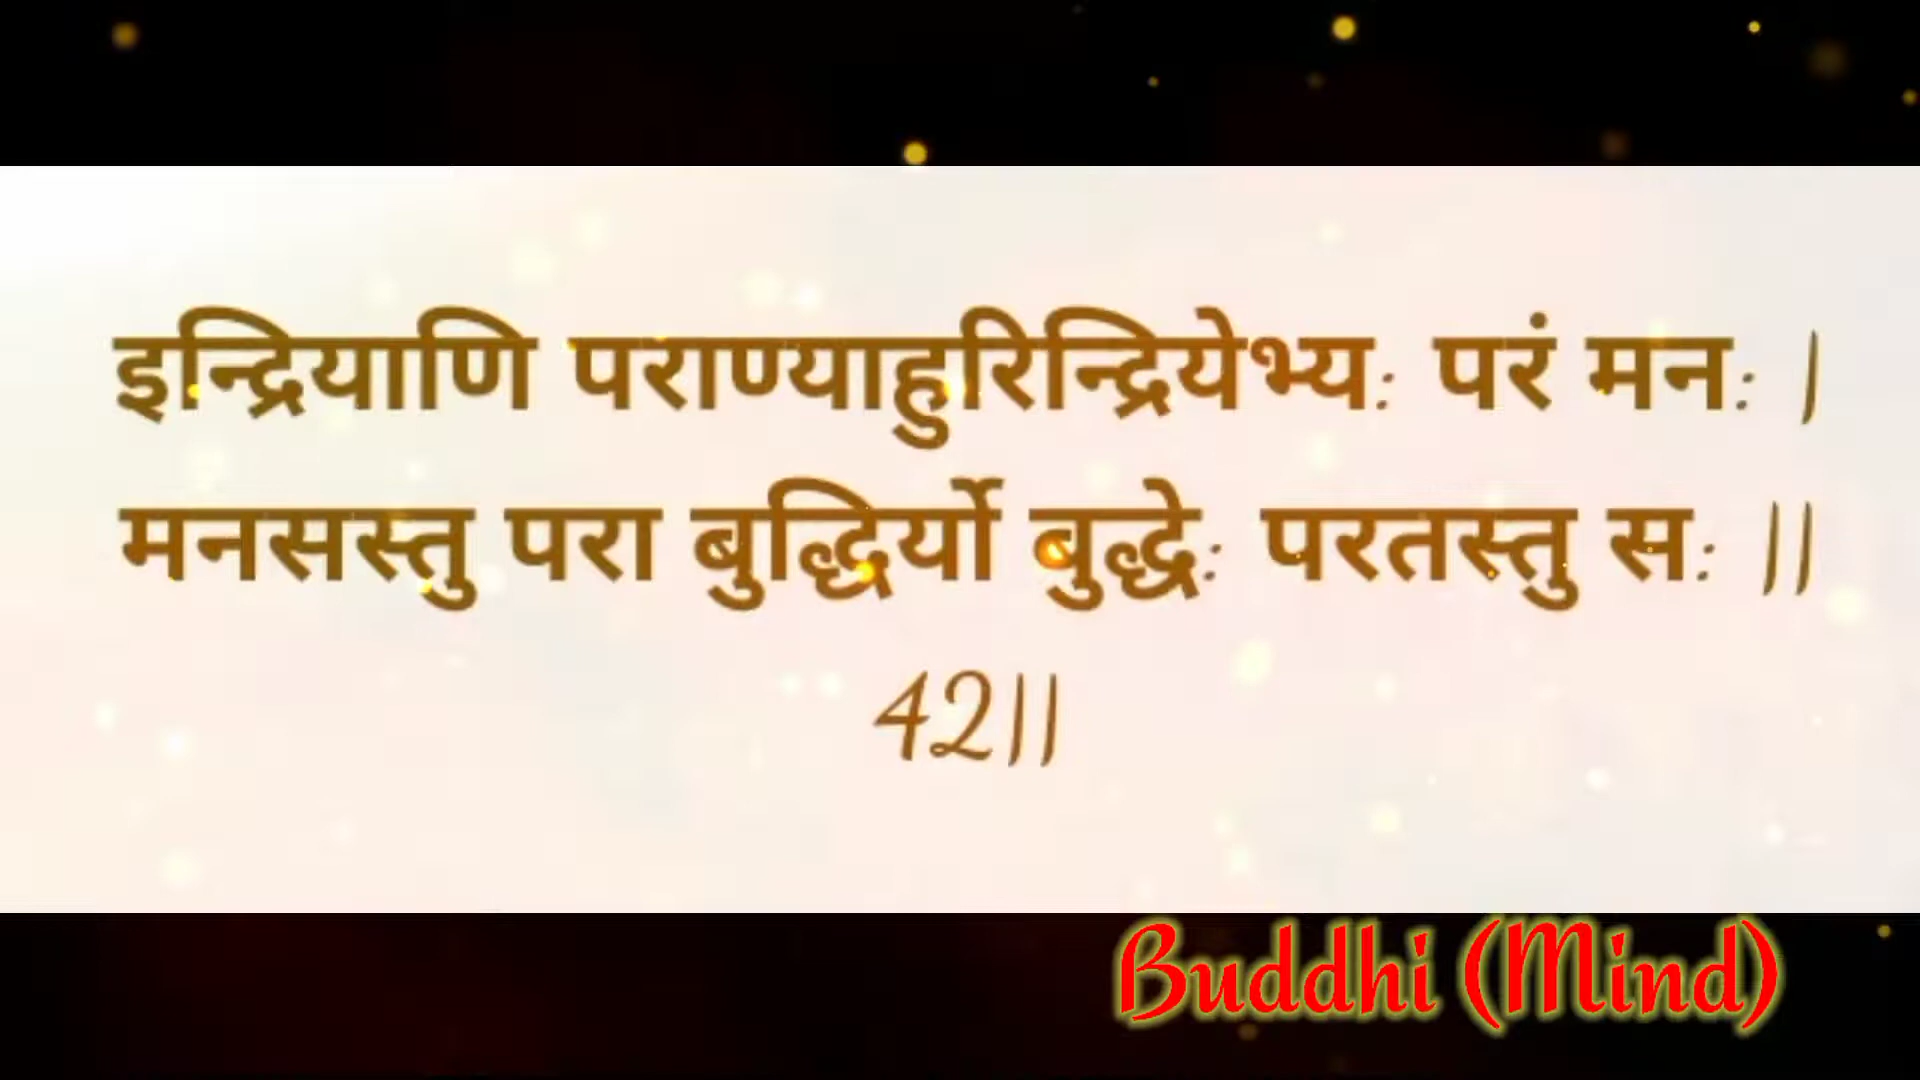 इन्द्रियाणि पराण्याहुरिन्द्रियेभ्य: परं मन: |
मनसस्तु परा बुद्धिर्यो बुद्धे: परतस्तु स: ||
42||
Buddhi (Mind)